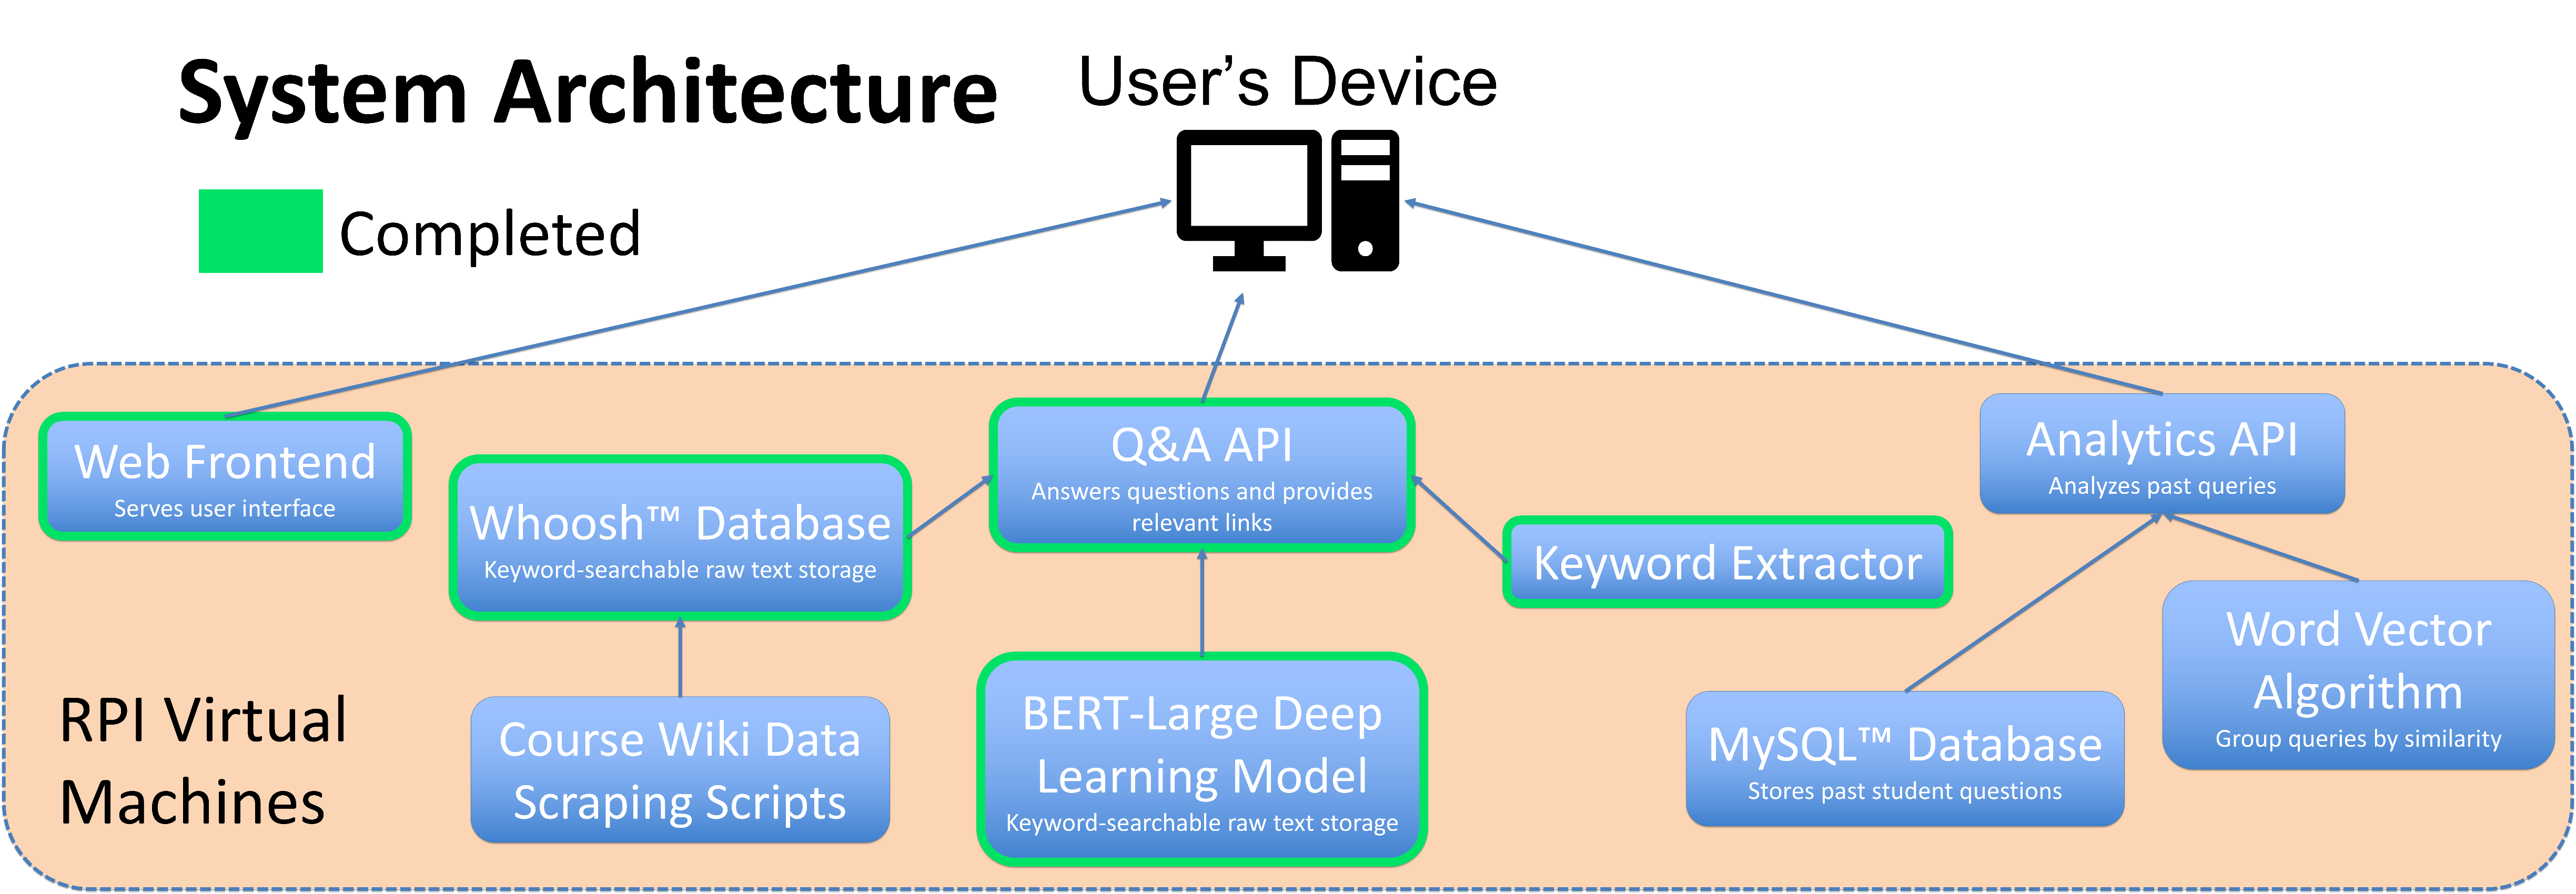 System Architecture
User's Device
Completed
Web Frontend
Serves user interface
Whoosh™ Database
Keyword-searchable raw text storage
Q&A API
Answers questions and provides
relevant links
Keyword Extractor
Analytics API
Analyzes past queries
RPI Virtual
Machines
Course Wiki Data
Scraping Scripts
BERT-Large Deep
Learning Model
Keyword-searchable raw text storage
MySQL™ Database
Stores past student questions
Word Vector
Algorithm
Group queries by similarity